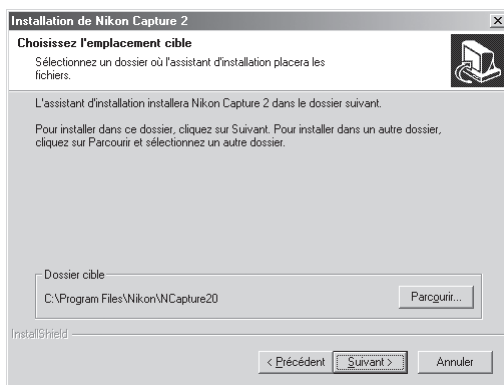 Installation de Nikon Capture 2
Choisissez l'emplacement cible
Sélectionnez un dossier où l'assistant d'installation placera les
fichiers.
L'assistant d'installation installera Nikon Capture 2 dans le dossier suivant.
Pour installer dans ce dossier, cliquez sur Suivant. Pour installer dans un autre dossier,
cliquez sur Parcourir et sélectionnez un autre dossier.
Dossier cible
C:\Program Files\Nikon\NCapture20
Parcourir...
InstallShield
< Précédent
Suivant >
Annuler